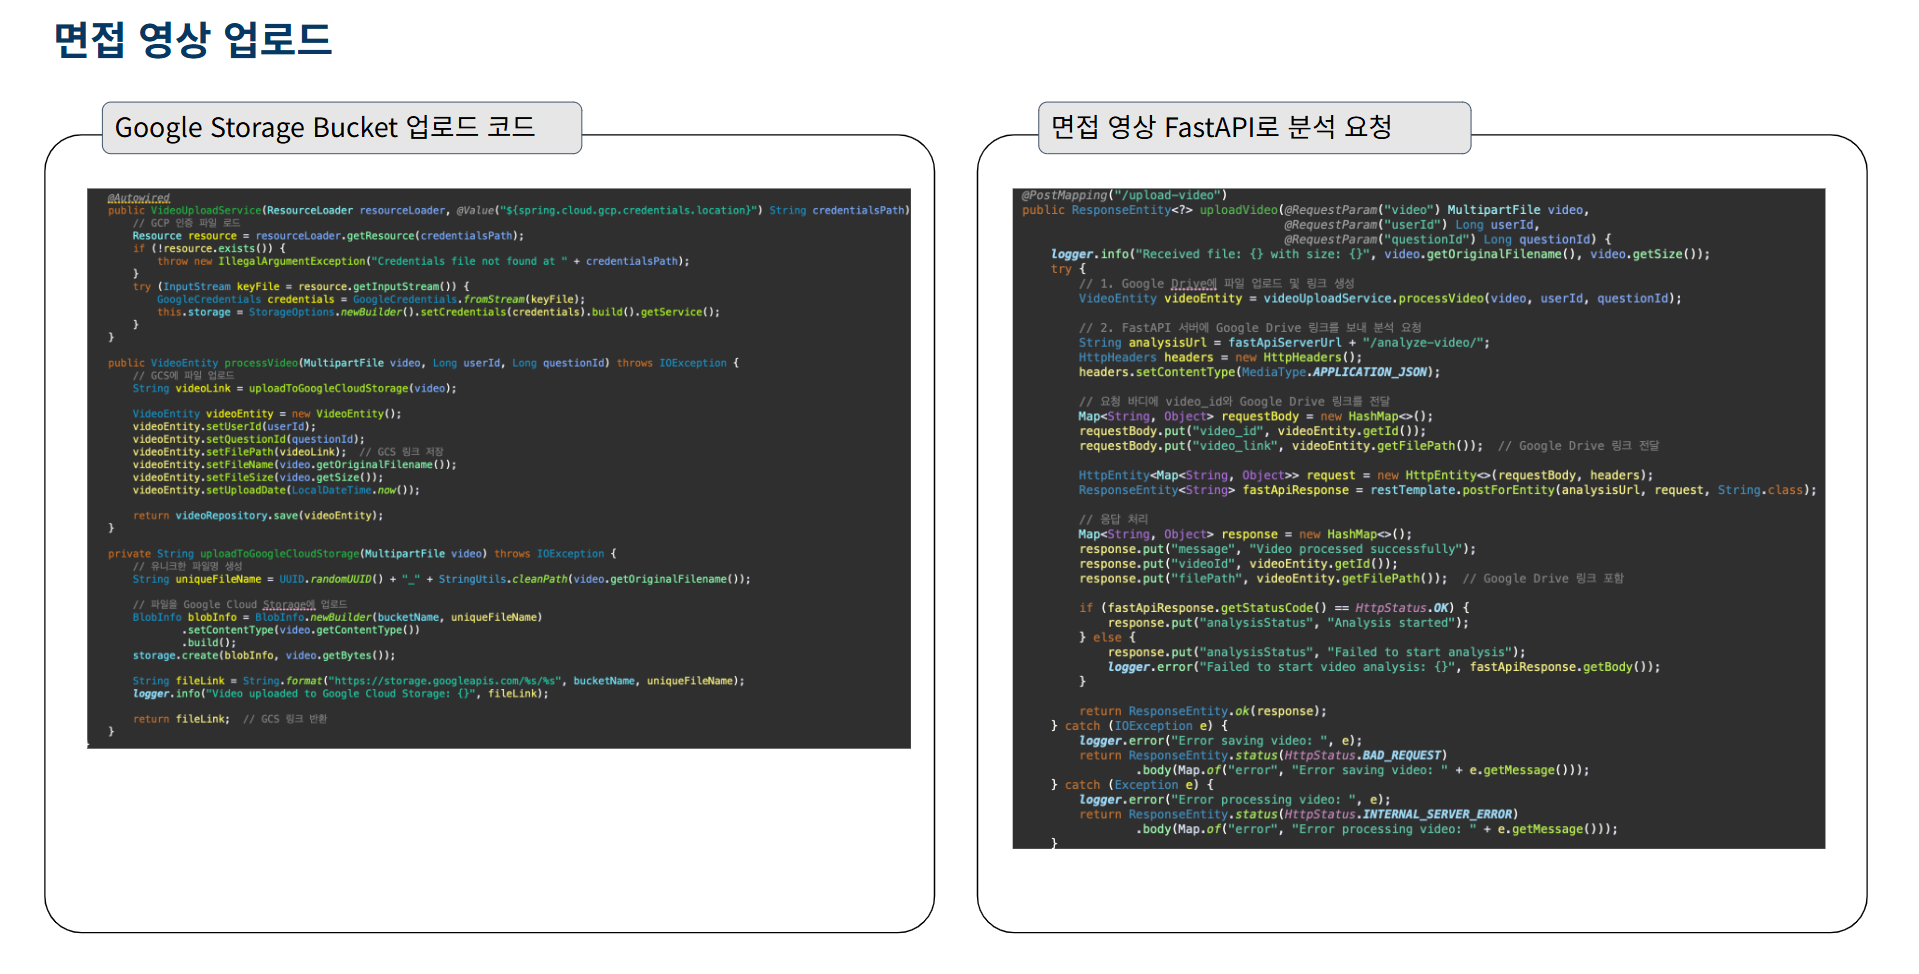 면접 영상 업로드
Google Storage Bucket 업로드 코드
@Autowired
public VideoUploadService(ResourceLoader resourceLoader, @Value("${spring.cloud.gcp.credentials.location}") String credentialsPath)
// GCP 인증 파일 로드
Resource resource = resourceLoader.getResource(credentialsPath);
if (!resource.exists()) {
throw new IllegalArgumentException("Credentials file not found at " + credentialsPath);
}
try (InputStream keyFile = resource.getInputStream()) {
GoogleCredentials credentials = GoogleCredentials.fromStream(keyFile);
this.storage = StorageOptions.newBuilder().setCredentials(credentials).build().getService();
}
}
public VideoEntity processVideo(MultipartFile video, Long userId, Long questionId) throws IOException {
// GCS에 파일 업로드
String videoLink = uploadToGoogleCloudStorage(video);
VideoEntity videoEntity = new VideoEntity();
videoEntity.setUserId(userId);
videoEntity.setQuestionId(questionId);
videoEntity.setFilePath(videoLink);  // GCS 링크 저장
videoEntity.setFileName(video.getOriginalFilename());
videoEntity.setFileSize(video.getSize());
videoEntity.setUploadDate(LocalDateTime.now());
return videoRepository.save(videoEntity);
}
private String uploadToGoogleCloudStorage(MultipartFile video) throws IOException {
// 유니크한 파일명 생성
String uniqueFileName = UUID.randomUUID() + "_" + StringUtils.cleanPath(video.getOriginalFilename());
// 파일을 Google Cloud Storage에 업로드
BlobInfo blobInfo = BlobInfo.newBuilder(bucketName, uniqueFileName)
.setContentType(video.getContentType())
.build();
storage.create(blobInfo, video.getBytes());
String fileLink = String.format("https://storage.googleapis.com/%s/%s", bucketName, uniqueFileName);
logger.info("Video uploaded to Google Cloud Storage: {}", fileLink);
return fileLink;  // GCS 링크 반환
}
면접 영상 FastAPI로 분석 요청
@PostMapping("/upload-video")
public ResponseEntity<?> uploadVideo(@RequestParam("video") MultipartFile video,
@RequestParam("userId") Long userId,
@RequestParam("questionId") Long questionId) {
logger.info("Received file: {} with size: {}", video.getOriginalFilename(), video.getSize());
try {
// 1. Google Drive에 파일 업로드 및 링크 생성
VideoEntity videoEntity = videoUploadService.processVideo(video, userId, questionId);
// 2. FastAPI 서버에 Google Drive 링크를 보내 분석 요청
String analysisUrl = fastApiServerUrl + "/analyze-video/";
HttpHeaders headers = new HttpHeaders();
headers.setContentType(MediaType.APPLICATION_JSON);
// 요청 바디에 video_id와 Google Drive 링크를 전달
Map<String, Object> requestBody = new HashMap<>();
requestBody.put("video_id", videoEntity.getId());
requestBody.put("video_link", videoEntity.getFilePath());  // Google Drive 링크 전달
HttpEntity<Map<String, Object>> request = new HttpEntity<>(requestBody, headers);
ResponseEntity<String> fastApiResponse = restTemplate.postForEntity(analysisUrl, request, String.class);
// 응답 처리
Map<String, Object> response = new HashMap<>();
response.put("message", "Video processed successfully");
response.put("videoId", videoEntity.getId());
response.put("filePath", videoEntity.getFilePath());  // Google Drive 링크 포함
if (fastApiResponse.getStatusCode() == HttpStatus.OK) {
response.put("analysisStatus", "Analysis started");
} else {
response.put("analysisStatus", "Failed to start analysis");
logger.error("Failed to start video analysis: {}", fastApiResponse.getBody());
}
return ResponseEntity.ok(response);
} catch (IOException e) {
logger.error("Error saving video: ", e);
return ResponseEntity.status(HttpStatus.BAD_REQUEST)
.body(Map.of("error", "Error saving video: " + e.getMessage()));
} catch (Exception e) {
logger.error("Error processing video: ", e);
return ResponseEntity.status(HttpStatus.INTERNAL_SERVER_ERROR)
.body(Map.of("error", "Error processing video: " + e.getMessage()));
}